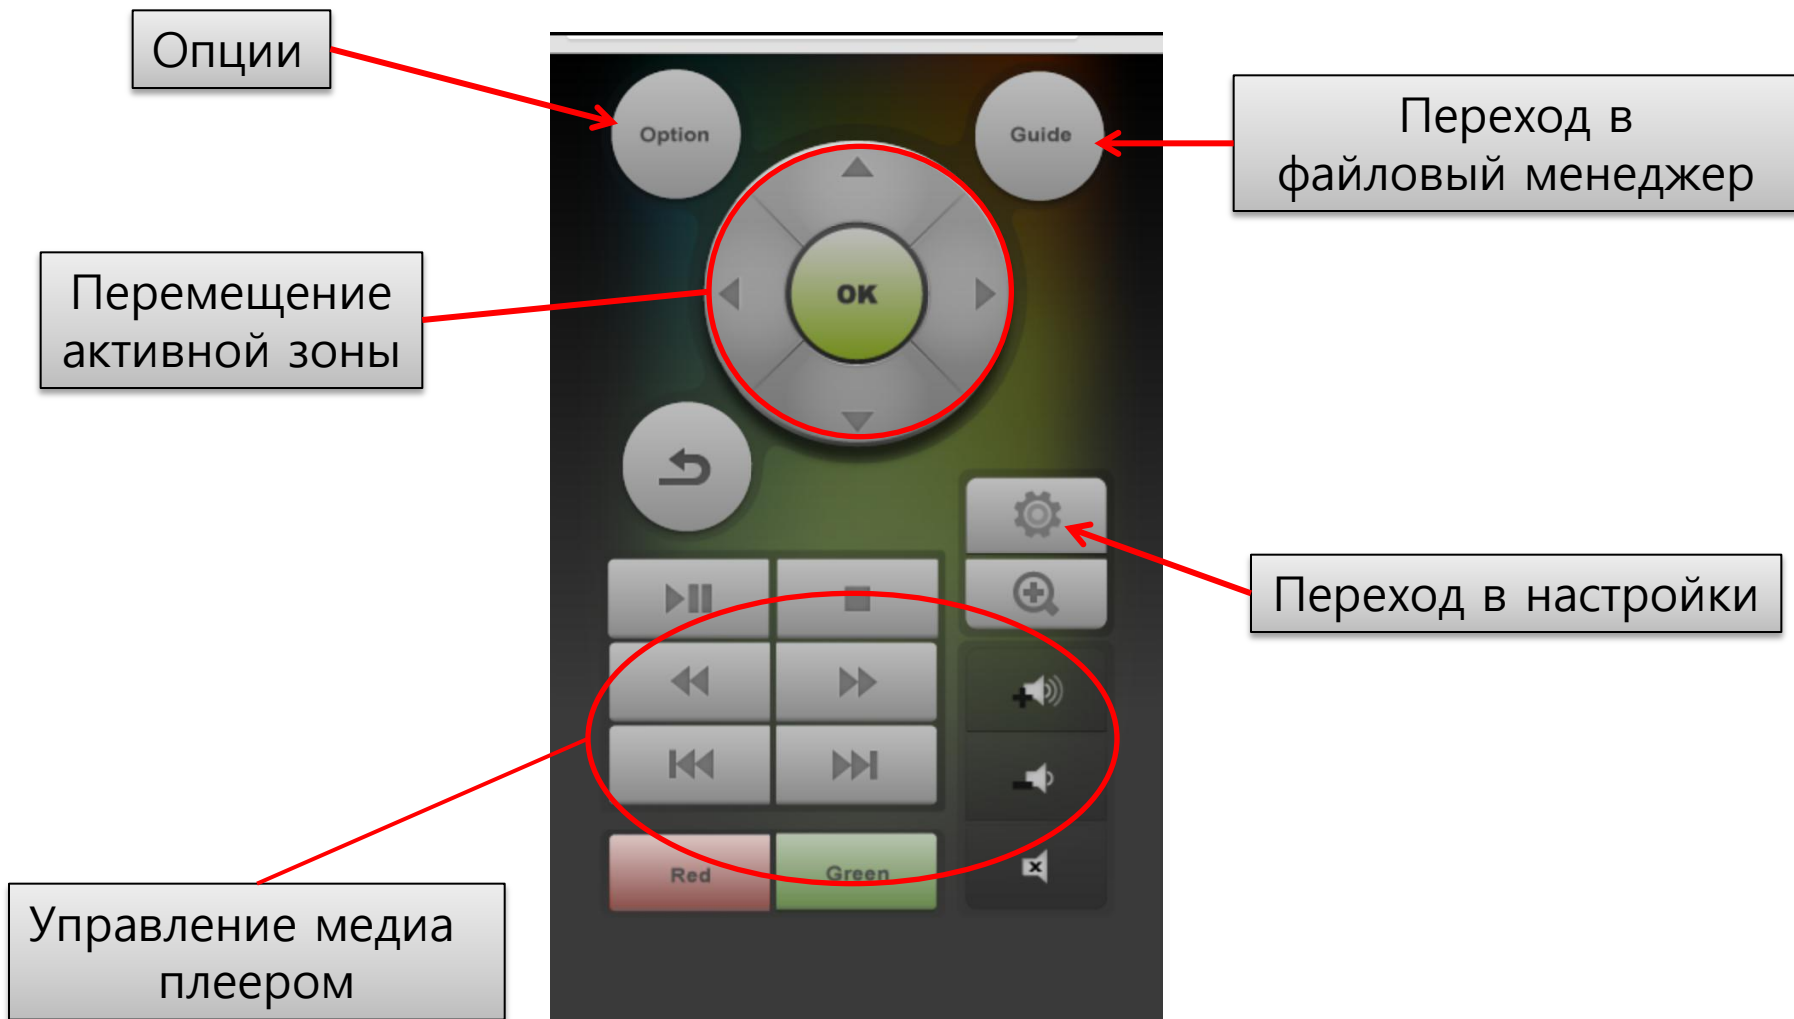 Опции
Option
Guide
Переход в
файловый менеджер
Перемещение
активной зоны
OK
Переход в настройки
Red
Green
Управление медиа
плеером